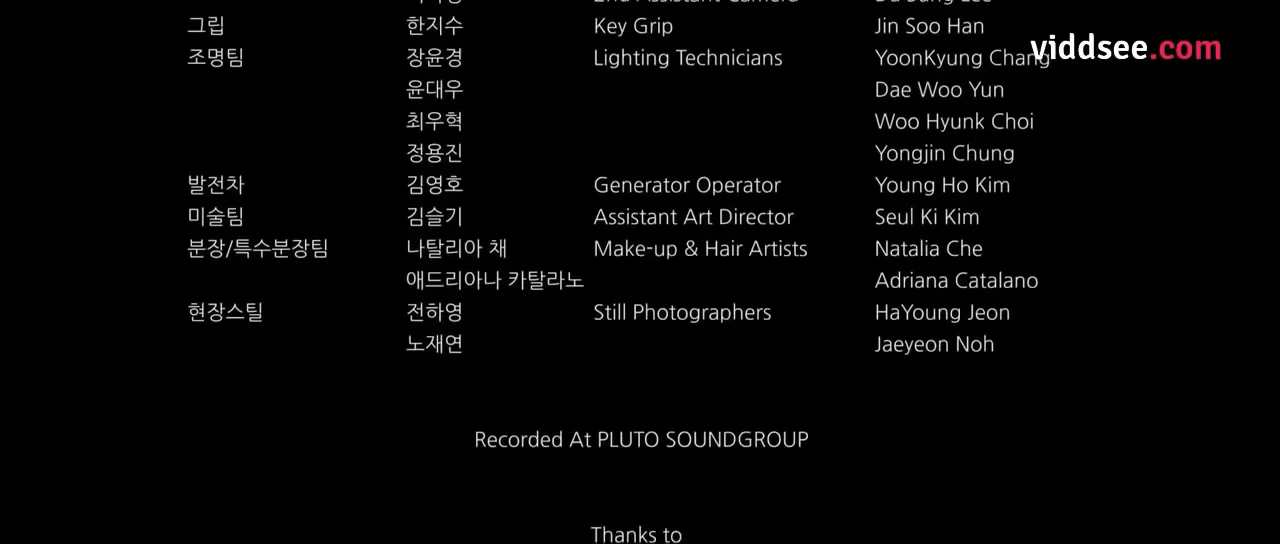 그립 한지수 Key Grip Jin Soo Han
viddsee.com
조명팀 장윤경 Lighting Technicians YoonKyung Chang
윤대우 Dae Woo Yun
최우혁 Woo Hyunk Choi
정용진 Yongjin Chung
발전차 김영호 Generator Operator Young Ho Kim
미술팀 김슬기 Assistant Art Director Seul Ki Kim
분장/특수분장팀 나탈리아 채 Make-up & Hair Artists Natalia Che
애드리아나 카탈라노 Adriana Catalano
현장스틸 전하영 Still Photographers HaYoung Jeon
노재연 Jaeyeon Noh
Recorded At PLUTO SOUNDGROUP
Thanks to